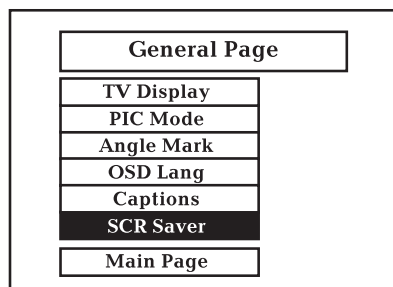 General Page
TV Display
PIC Mode
Angle Mark
OSD Lang
Captions
SCR Saver
Main Page